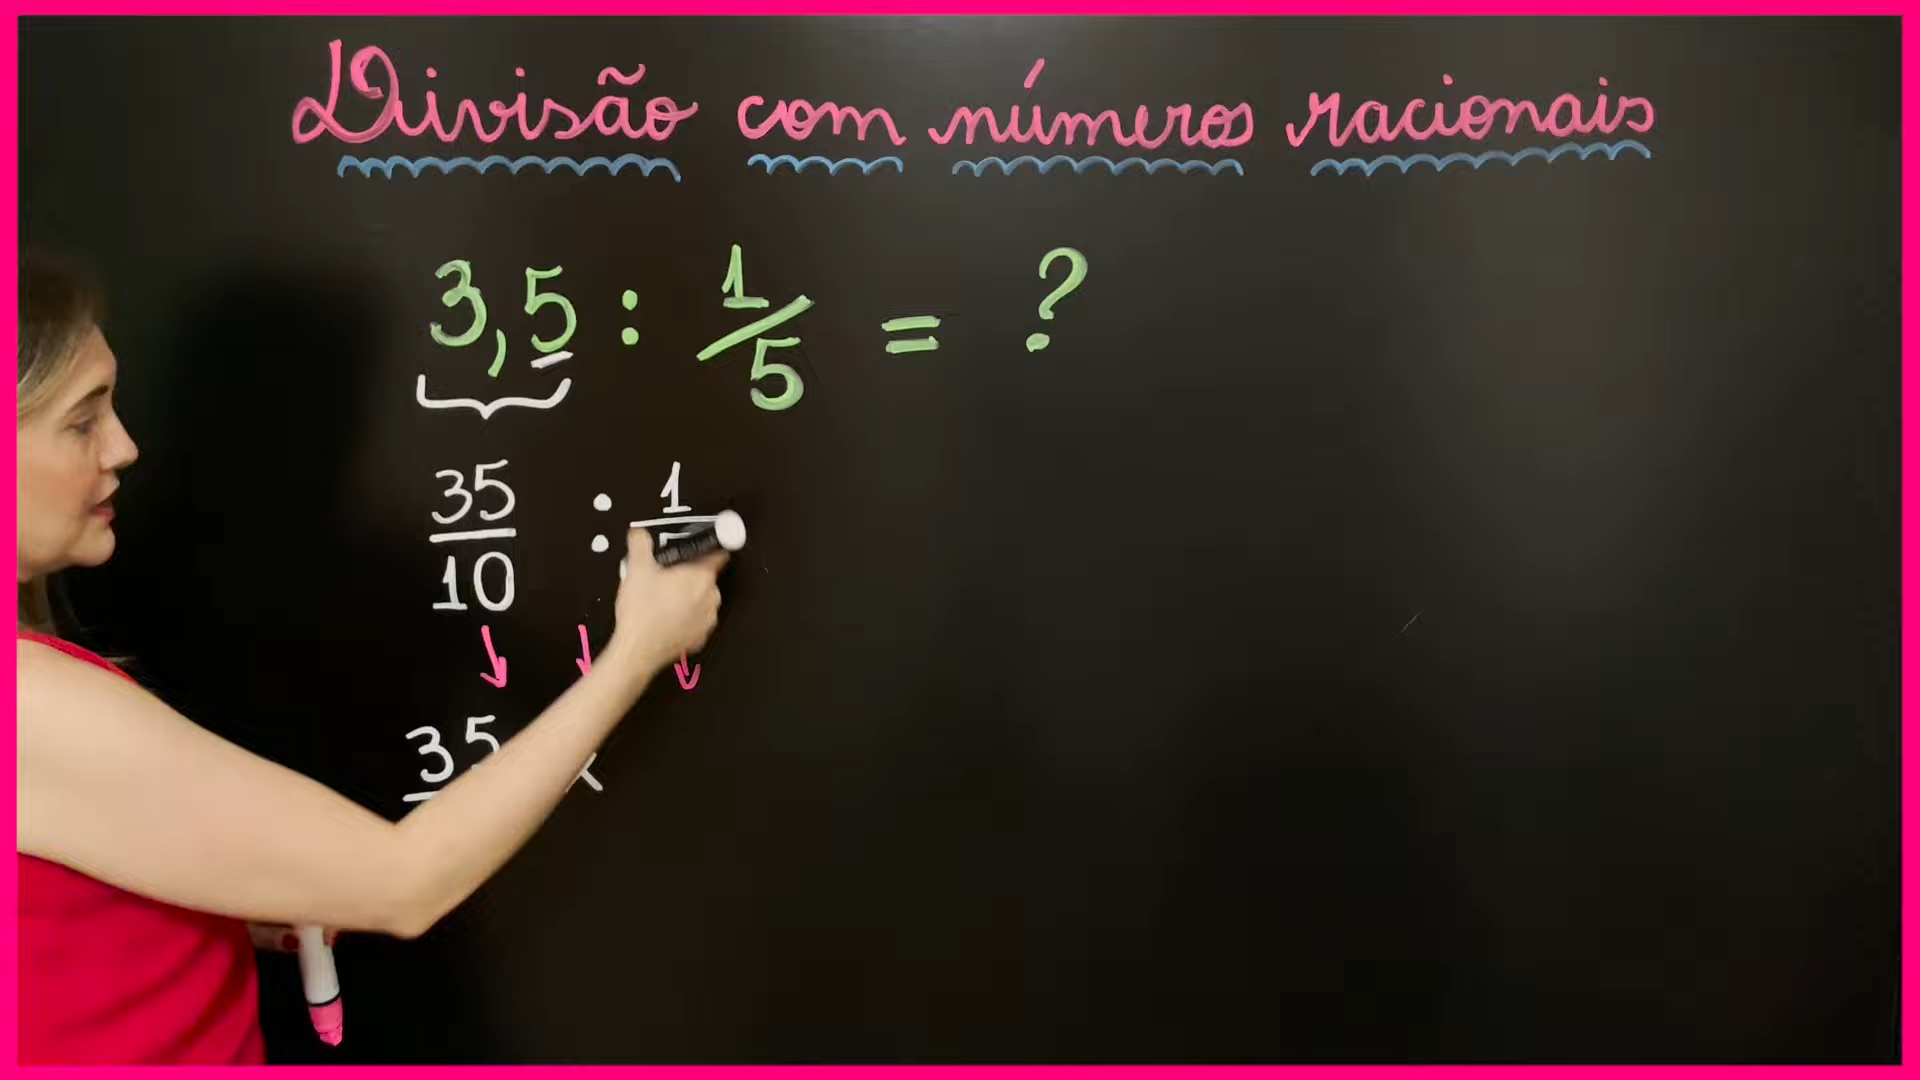 Divisão com números racionais
3,5 : 1/5 = ?
35/10 : 1/
35 x